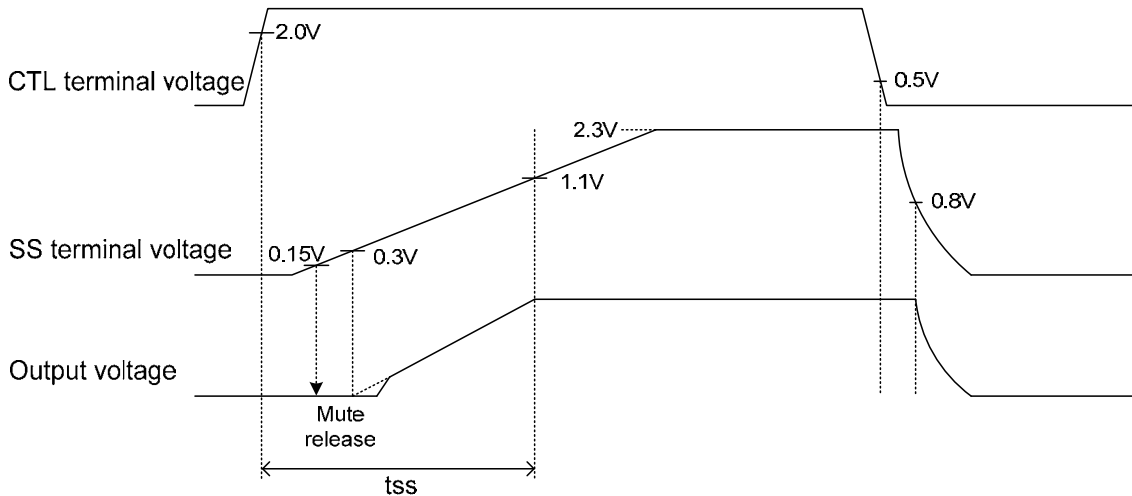 2.0V
CTL terminal voltage
0.5V
2.3V
1.1V
0.8V
SS terminal voltage
0.15V
0.3V
Output voltage
Mute
release
tss